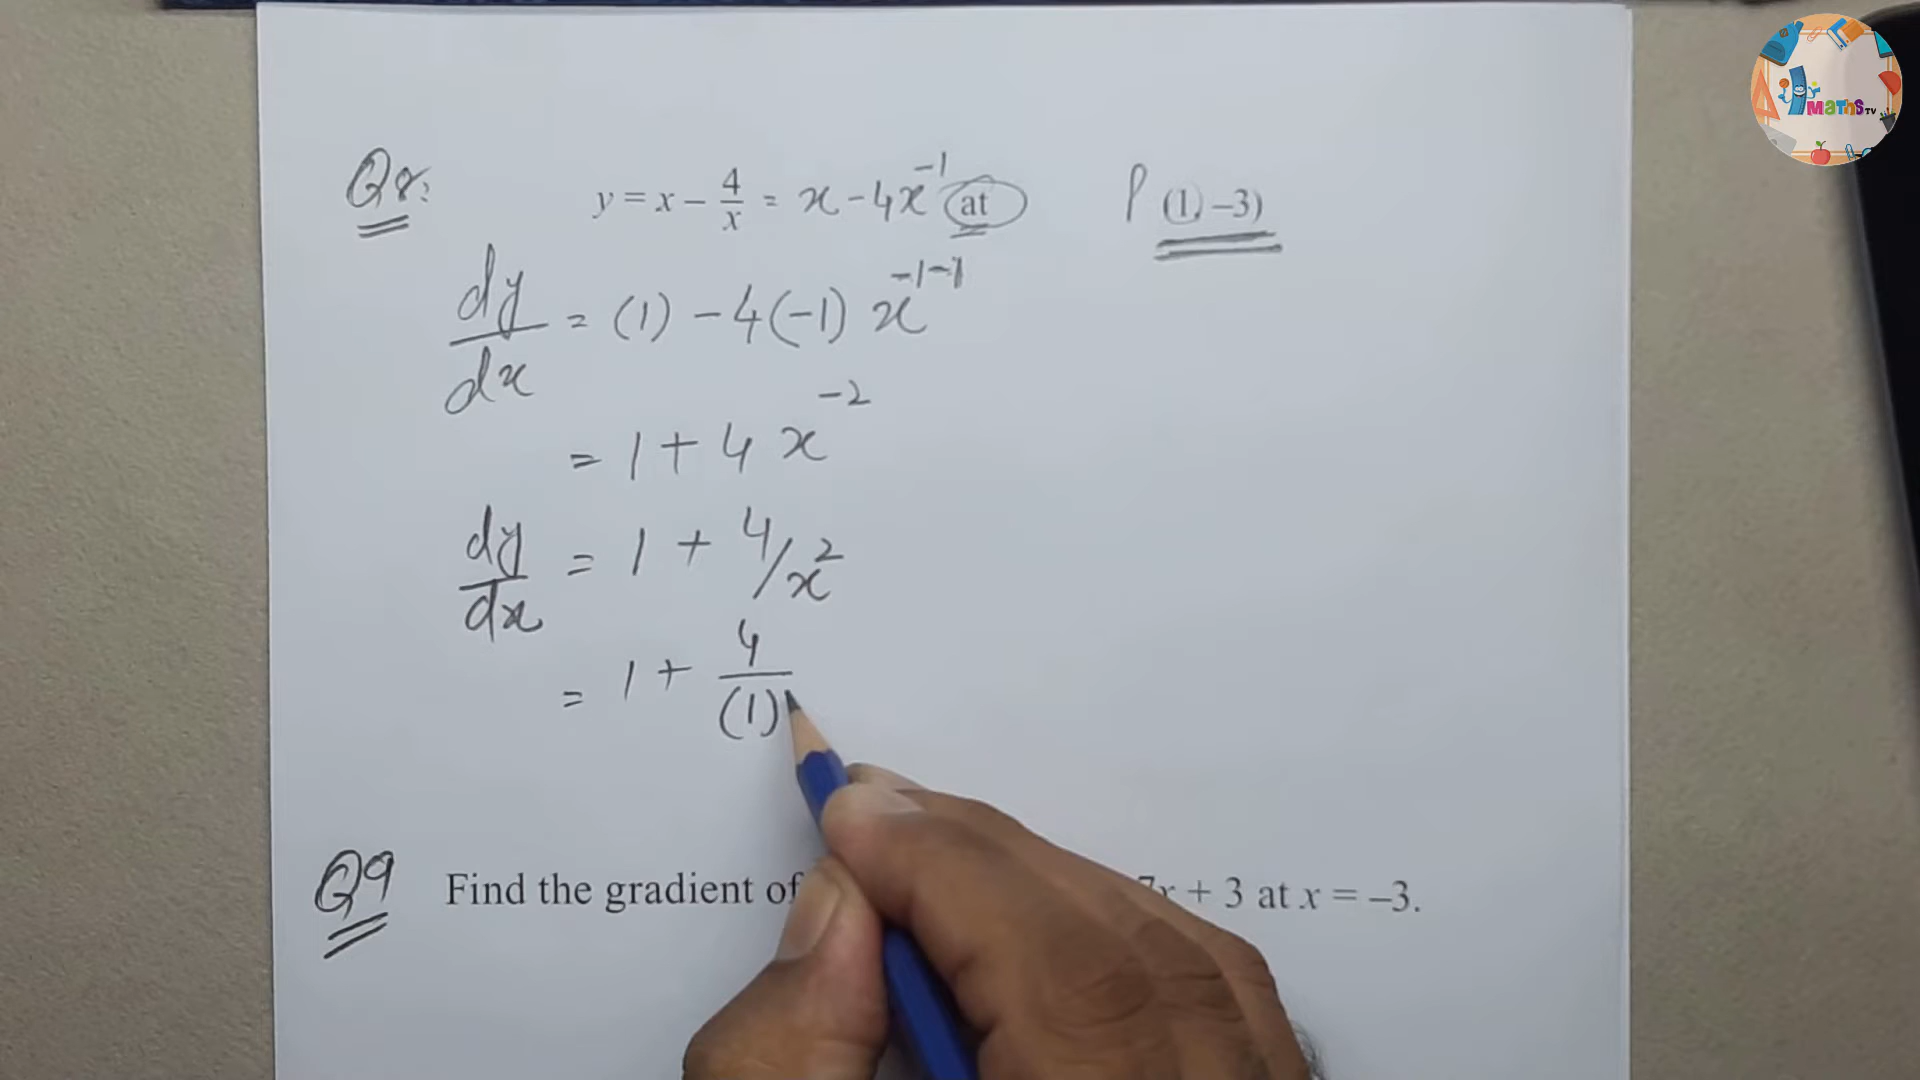 MATHS TV
Q8: y = x – 4/x = x – 4x⁻¹ at P (1, –3)
dy/dx = (1) – 4(–1) x⁻¹⁻¹
= 1 + 4 x⁻²
dy/dx = 1 + 4/x²
= 1 + 4/(1)
Q9 Find the gradient of x + 3 at x = –3.